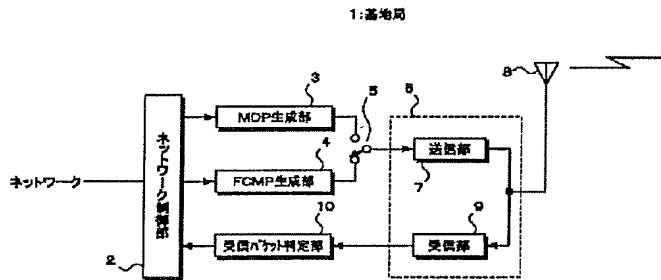 1:基地局
8
3
5
6
MDP生成部
送信部
7
4
ネットワーク
ネットワーク制御部
FCMP生成部
10
9
受信パケット判定部
受信部
2